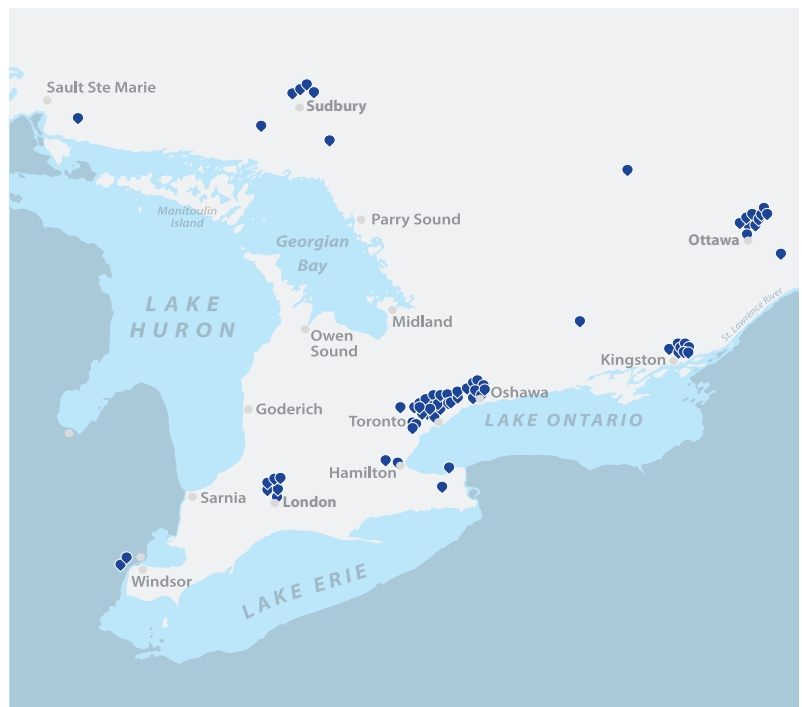 Sault Ste Marie
Sudbury
Manitoulin
Island
Parry Sound
Georgian
Bay
Ottawa
LAKE
HURON
Midland
St. Lawrence River
Owen
Sound
Kingston
Oshawa
Goderich
Toronto
LAKE ONTARIO
Hamilton
Sarnia
London
Windsor
LAKE ERIE